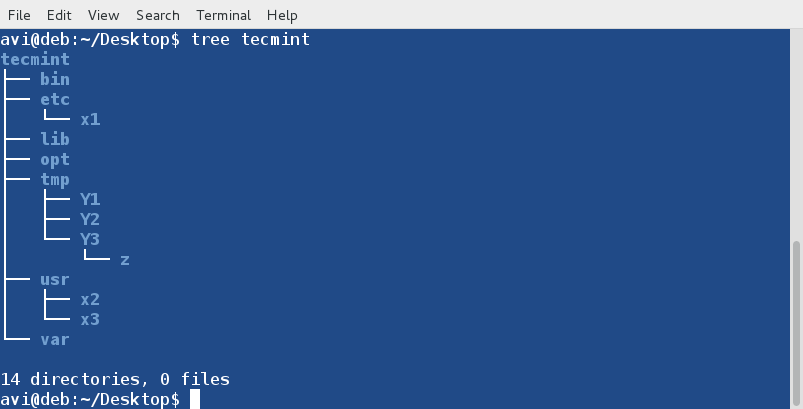 File Edit View Search Terminal Help
avi@deb:~/Desktop$ tree tecmint
tecmint
├── bin
├── etc
│   └── x1
├── lib
├── opt
├── tmp
│   ├── Y1
│   ├── Y2
│   └── Y3
│       └── z
├── usr
│   ├── x2
│   └── x3
└── var
14 directories, 0 files
avi@deb:~/Desktop$